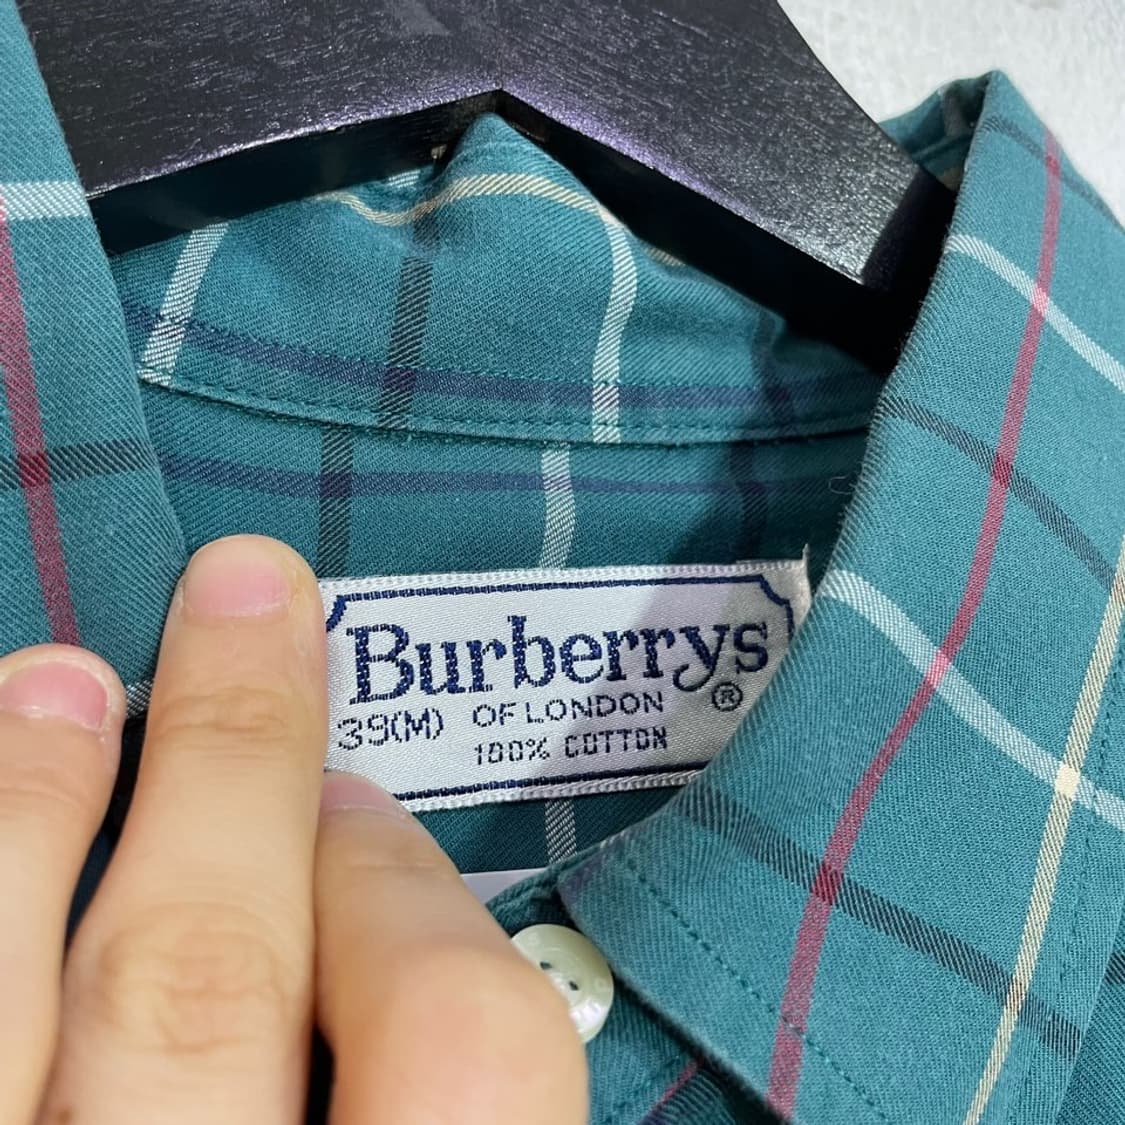 Burberrys
®
39(M) OF LONDON
100% COTTON